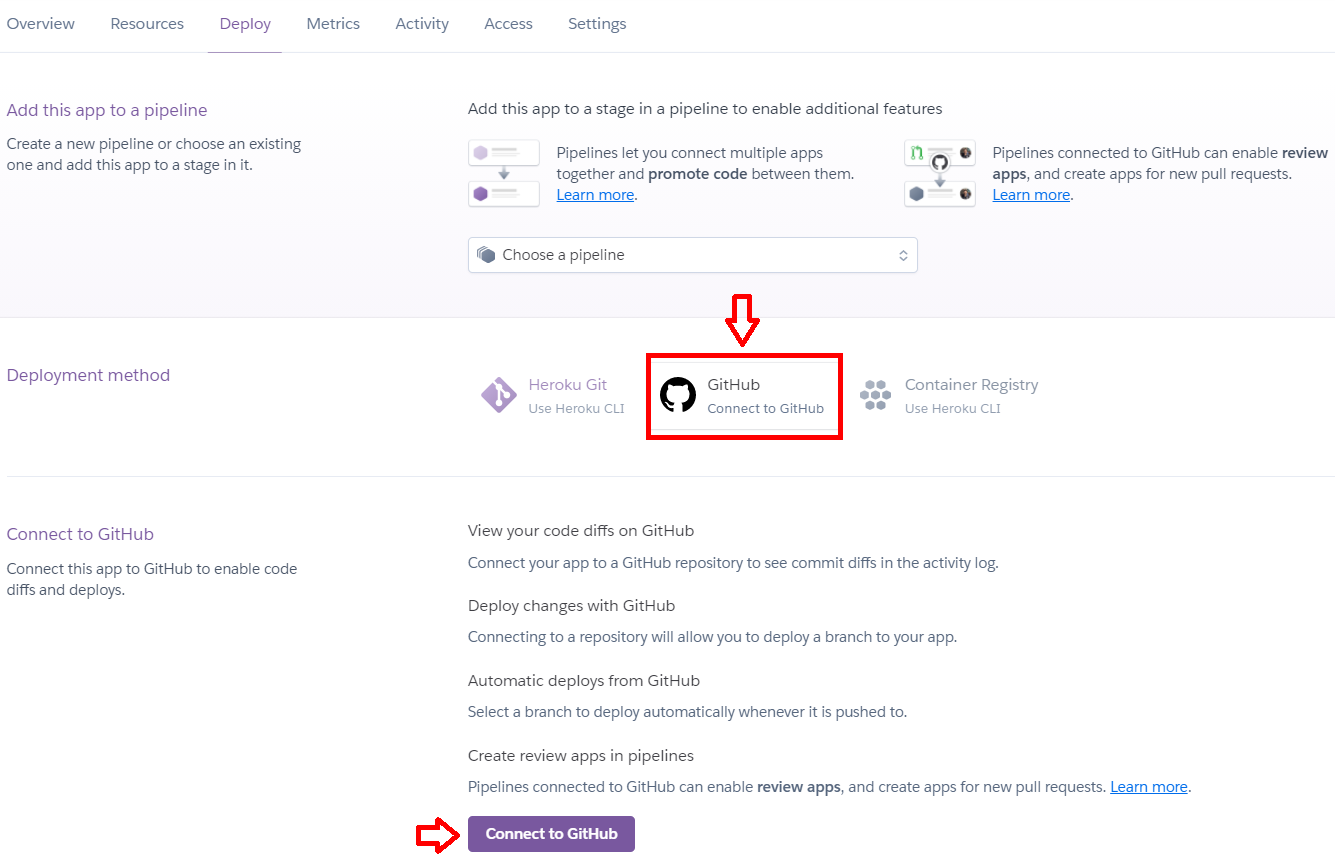 Overview Resources Deploy Metrics Activity Access Settings
Add this app to a pipeline
Create a new pipeline or choose an existing
one and add this app to a stage in it.
Add this app to a stage in a pipeline to enable additional features
Pipelines let you connect multiple apps
together and promote code between them.
Learn more.
Pipelines connected to GitHub can enable review
apps, and create apps for new pull requests.
Learn more.
Choose a pipeline
Deployment method
Heroku Git
Use Heroku CLI
GitHub
Connect to GitHub
Container Registry
Use Heroku CLI
Connect to GitHub
Connect this app to GitHub to enable code
diffs and deploys.
View your code diffs on GitHub
Connect your app to a GitHub repository to see commit diffs in the activity log.
Deploy changes with GitHub
Connecting to a repository will allow you to deploy a branch to your app.
Automatic deploys from GitHub
Select a branch to deploy automatically whenever it is pushed to.
Create review apps in pipelines
Pipelines connected to GitHub can enable review apps, and create apps for new pull requests. Learn more.
Connect to GitHub